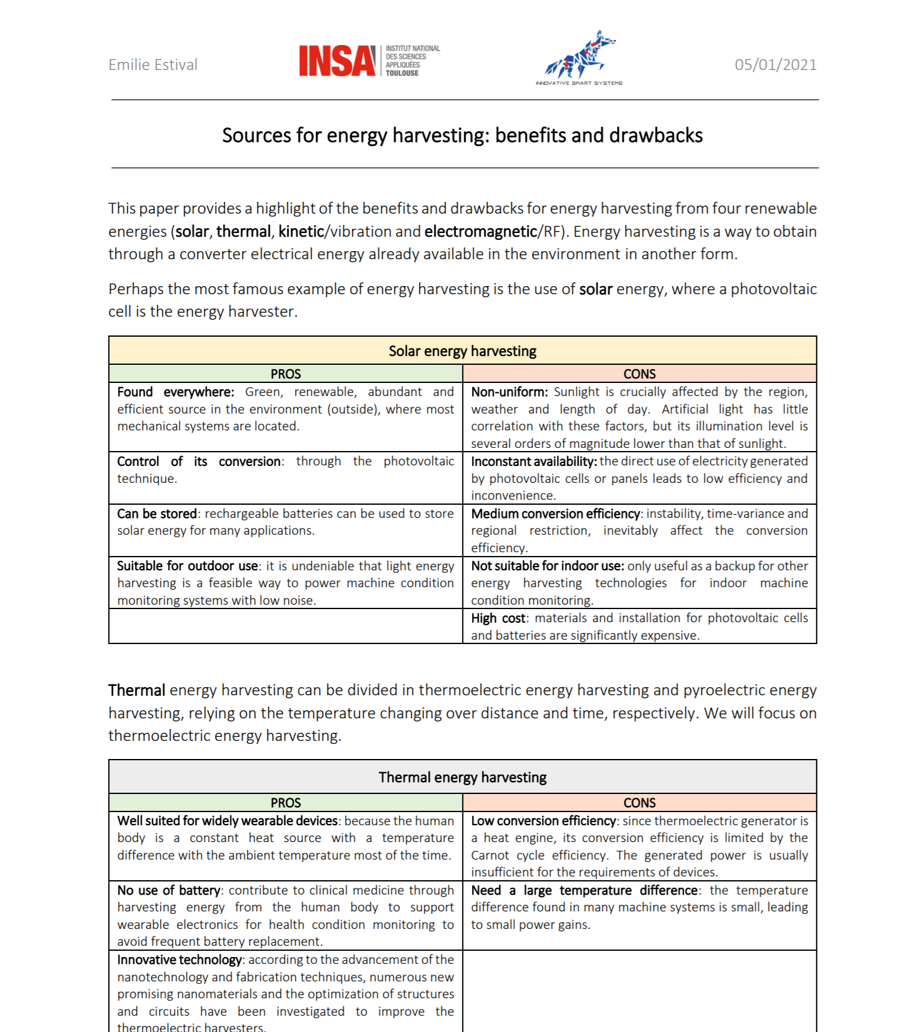 Emilie Estival
INSA
INSTITUT NATIONAL
DES SCIENCES
APPLIQUÉES
TOULOUSE
INNOVATIVE SMART SYSTEMS
05/01/2021
Sources for energy harvesting: benefits and drawbacks
This paper provides a highlight of the benefits and drawbacks for energy harvesting from four renewable
energies (solar, thermal, kinetic/vibration and electromagnetic/RF). Energy harvesting is a way to obtain
through a converter electrical energy already available in the environment in another form.
Perhaps the most famous example of energy harvesting is the use of solar energy, where a photovoltaic
cell is the energy harvester.
Solar energy harvesting
PROS
CONS
Found everywhere: Green, renewable, abundant and
efficient source in the environment (outside), where most
mechanical systems are located.
Non-uniform: Sunlight is crucially affected by the region,
weather and length of day. Artificial light has little
correlation with these factors, but its illumination level is
several orders of magnitude lower than that of sunlight.
Control of its conversion: through the photovoltaic
technique.
Inconstant availability: the direct use of electricity generated
by photovoltaic cells or panels leads to low efficiency and
inconvenience.
Can be stored: rechargeable batteries can be used to store
solar energy for many applications.
Medium conversion efficiency: instability, time-variance and
regional restriction, inevitably affect the conversion
efficiency.
Suitable for outdoor use: it is undeniable that light energy
harvesting is a feasible way to power machine condition
monitoring systems with low noise.
Not suitable for indoor use: only useful as a backup for other
energy harvesting technologies for indoor machine
condition monitoring.
High cost: materials and installation for photovoltaic cells
and batteries are significantly expensive.
Thermal energy harvesting can be divided in thermoelectric energy harvesting and pyroelectric energy
harvesting, relying on the temperature changing over distance and time, respectively. We will focus on
thermoelectric energy harvesting.
Thermal energy harvesting
PROS
CONS
Well suited for widely wearable devices: because the human
body is a constant heat source with a temperature
difference with the ambient temperature most of the time.
Low conversion efficiency: since thermoelectric generator is
a heat engine, its conversion efficiency is limited by the
Carnot cycle efficiency. The generated power is usually
insufficient for the requirements of devices.
No use of battery: contribute to clinical medicine through
harvesting energy from the human body to support
wearable electronics for health condition monitoring to
avoid frequent battery replacement.
Need a large temperature difference: the temperature
difference found in many machine systems is small, leading
to small power gains.
Innovative technology: according to the advancement of the
nanotechnology and fabrication techniques, numerous new
promising nanomaterials and the optimization of structures
and circuits have been investigated to improve the
thermoelectric harvesters.